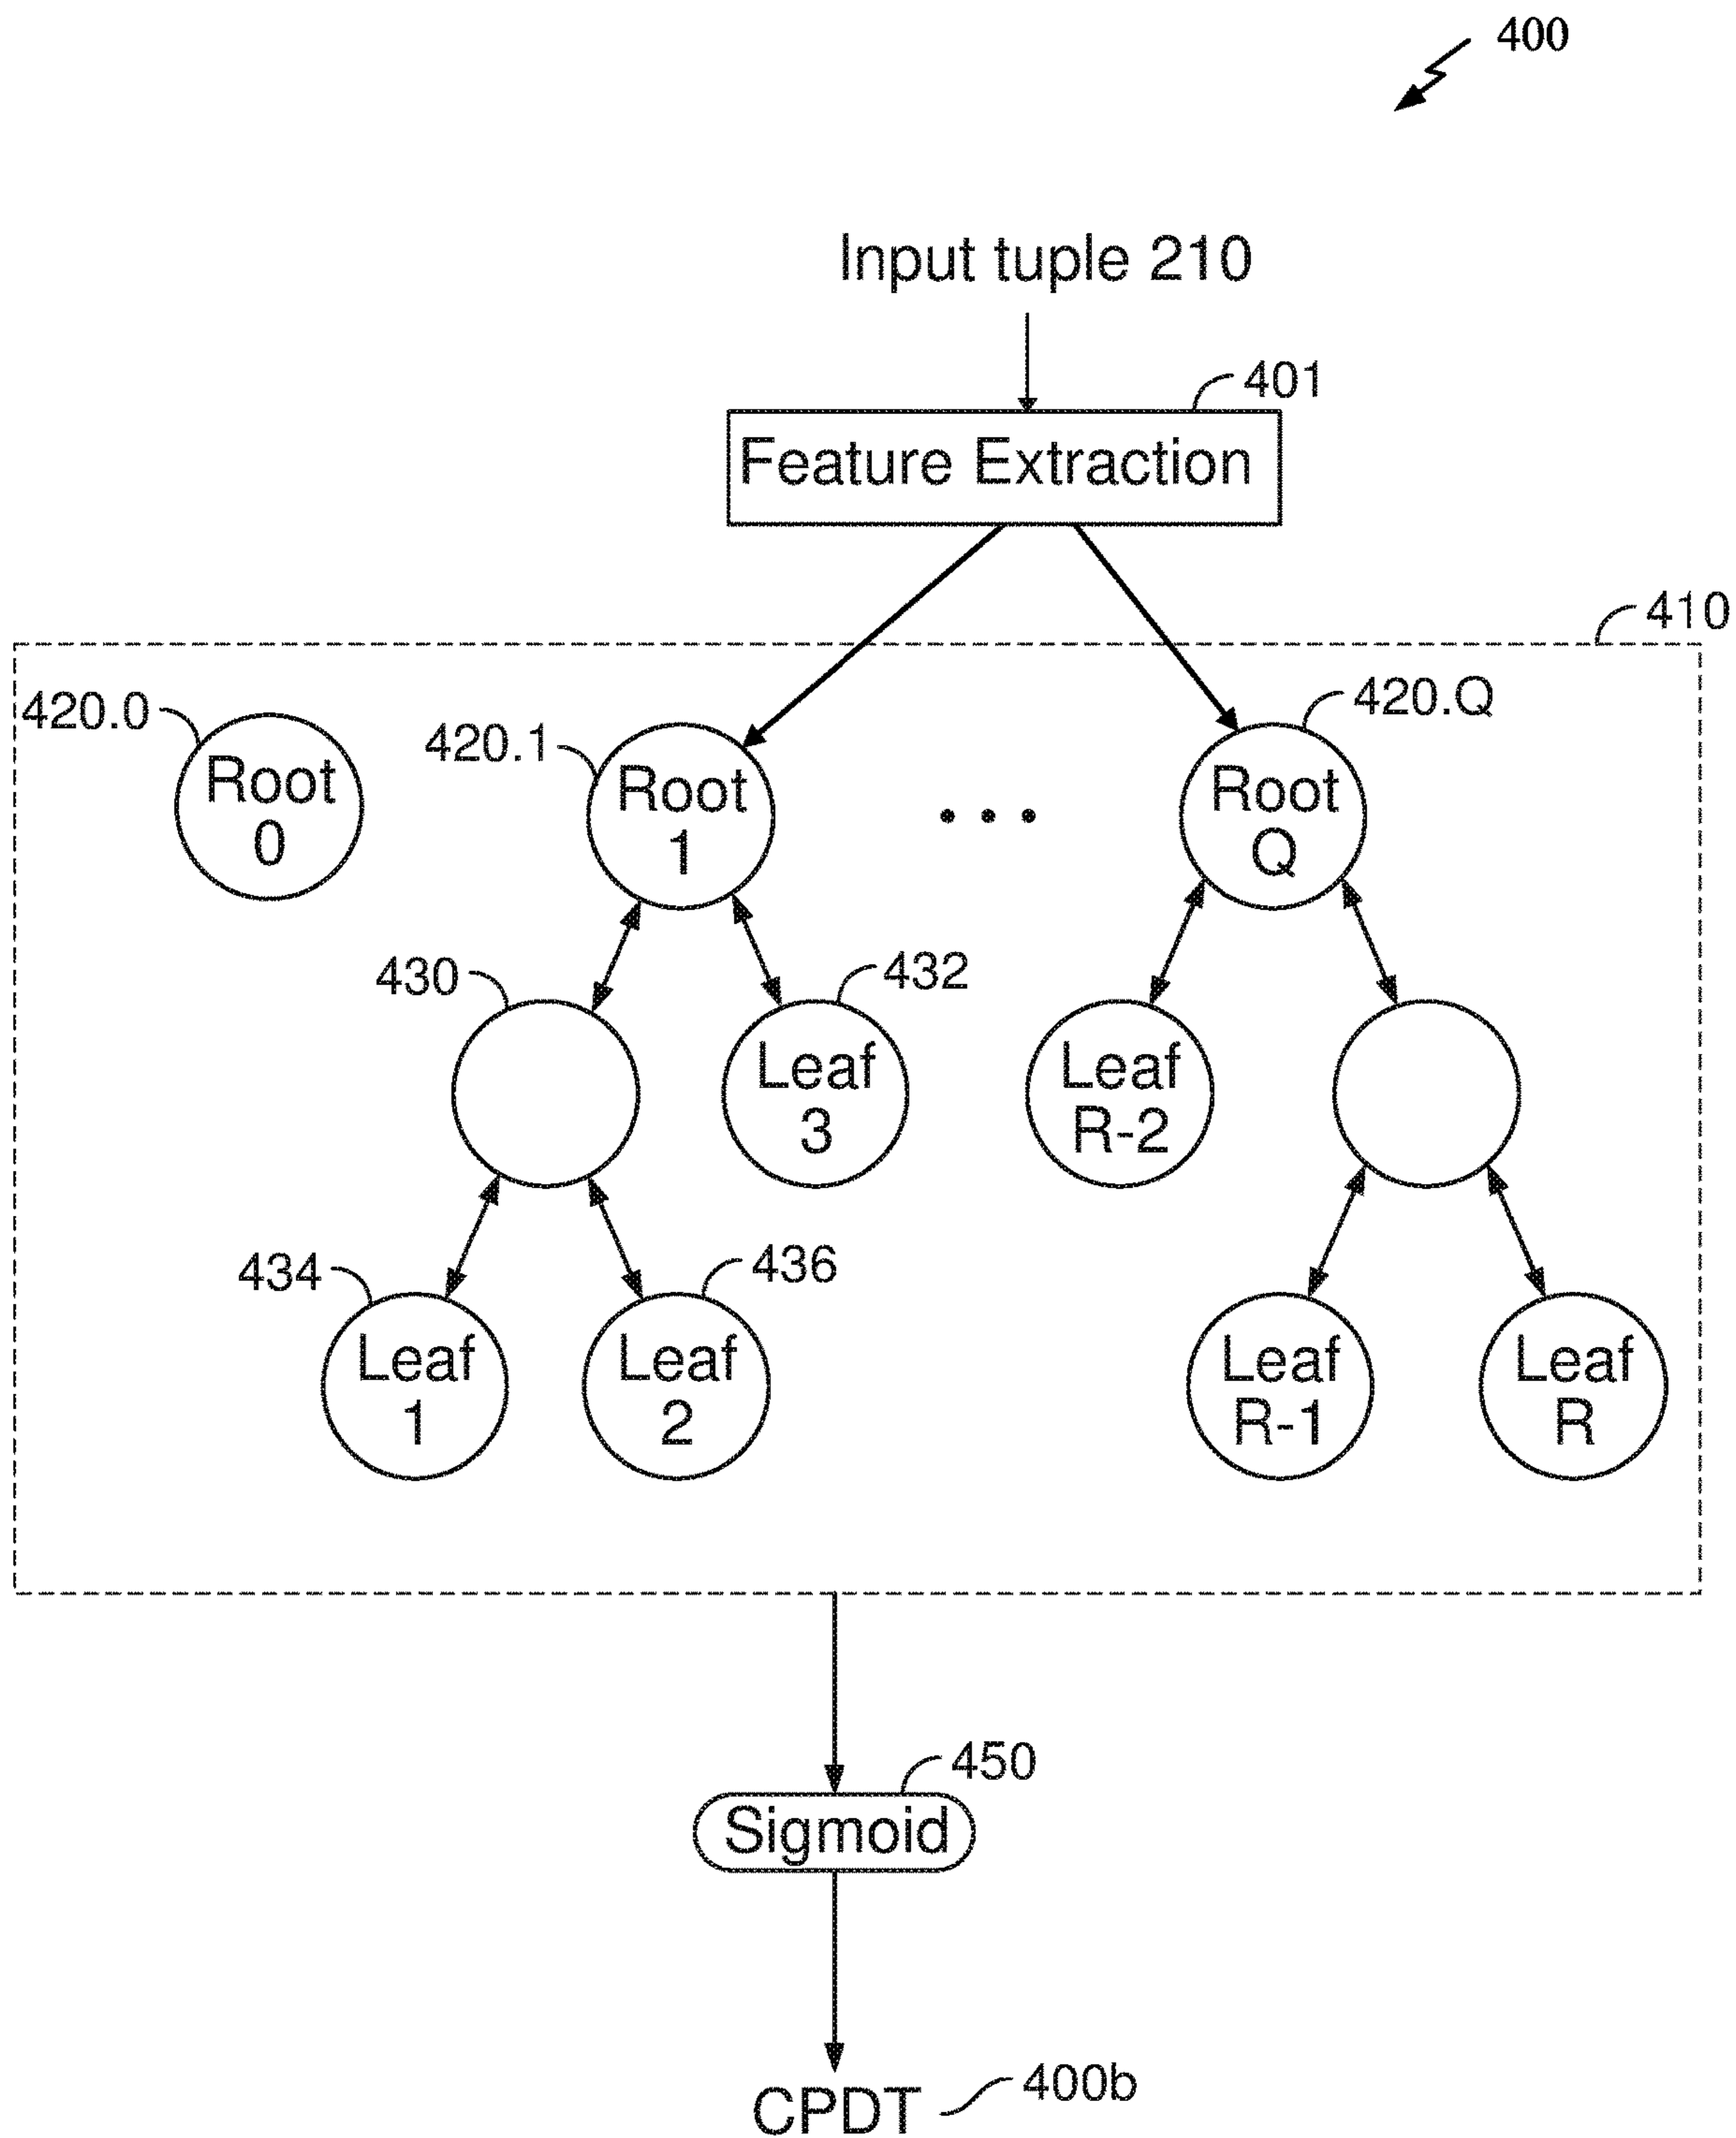 400
Input tuple 210
401
Feature Extraction
410
420.0
Root
0
420.1
Root
1
420.Q
Root
Q
430
432
Leaf
3
Leaf
R-2
434
Leaf
1
436
Leaf
2
Leaf
R-1
Leaf
R
450
Sigmoid
CPDT
400b